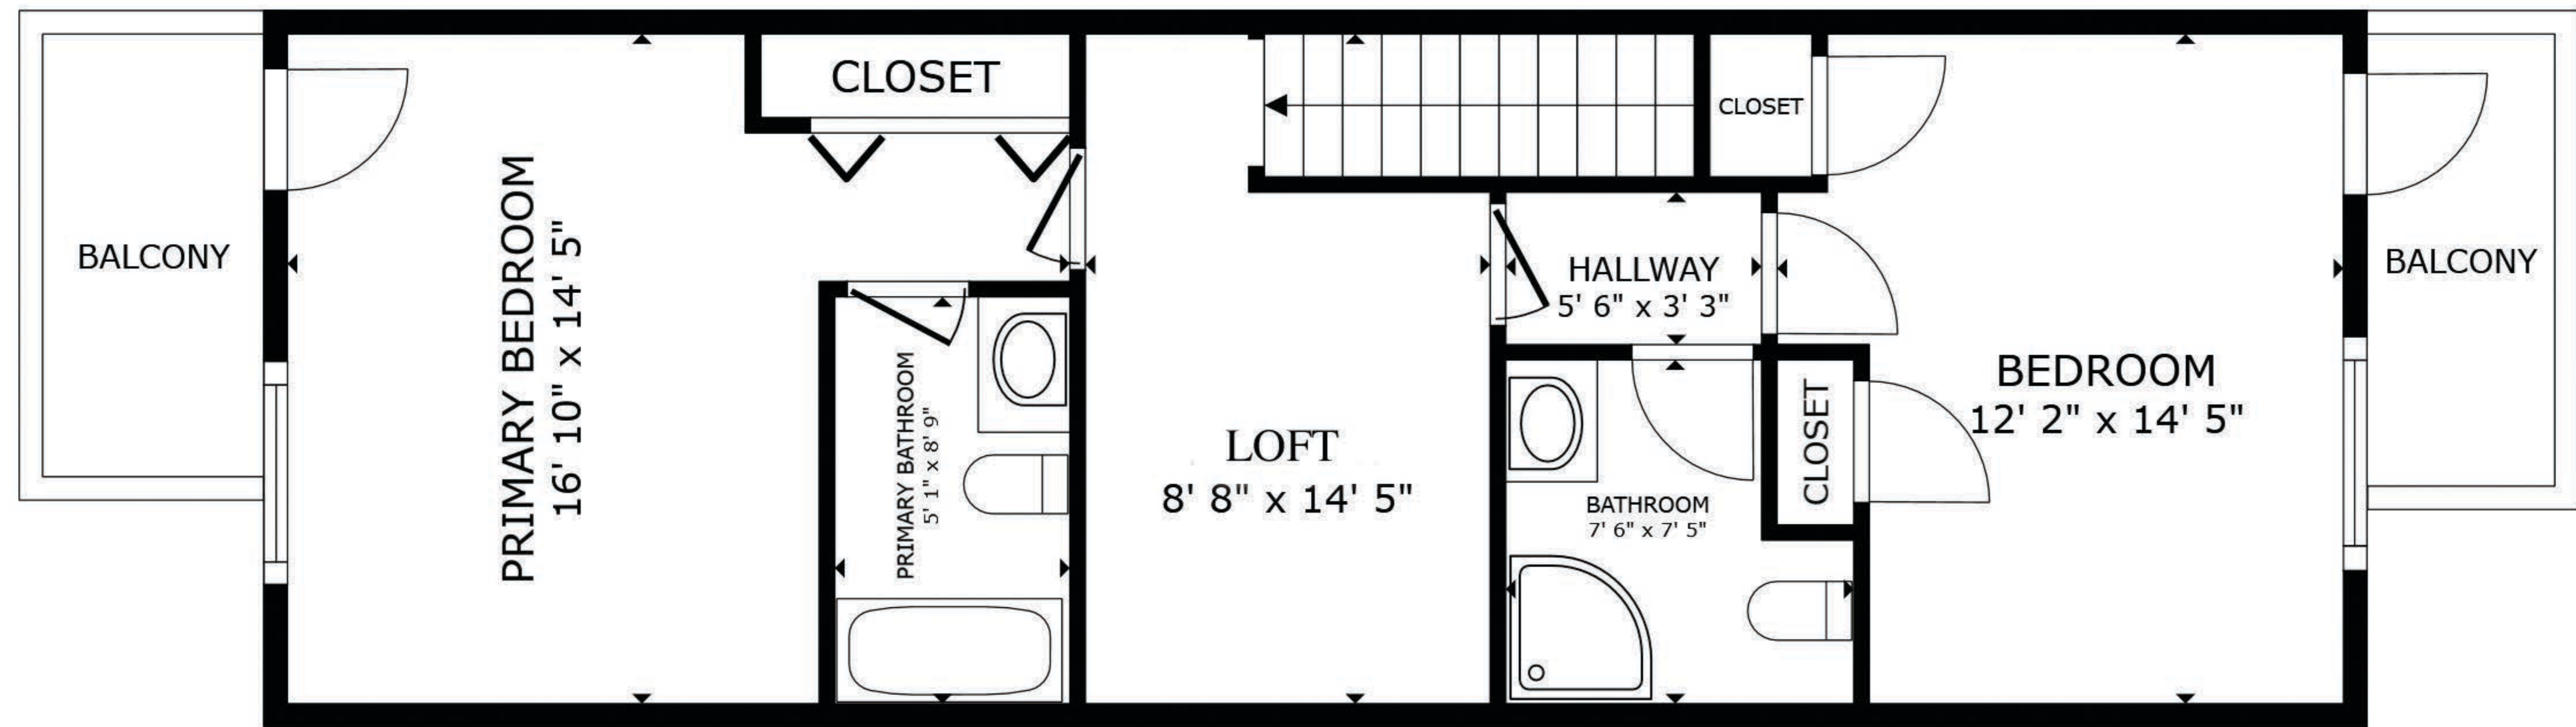 BALCONY
PRIMARY BEDROOM
16' 10" x 14' 5"
CLOSET
PRIMARY BATHROOM
5' 1" x 8' 9"
LOFT
8' 8" x 14' 5"
CLOSET
HALLWAY
5' 6" x 3' 3"
BATHROOM
7' 6" x 7' 5"
CLOSET
BEDROOM
12' 2" x 14' 5"
BALCONY